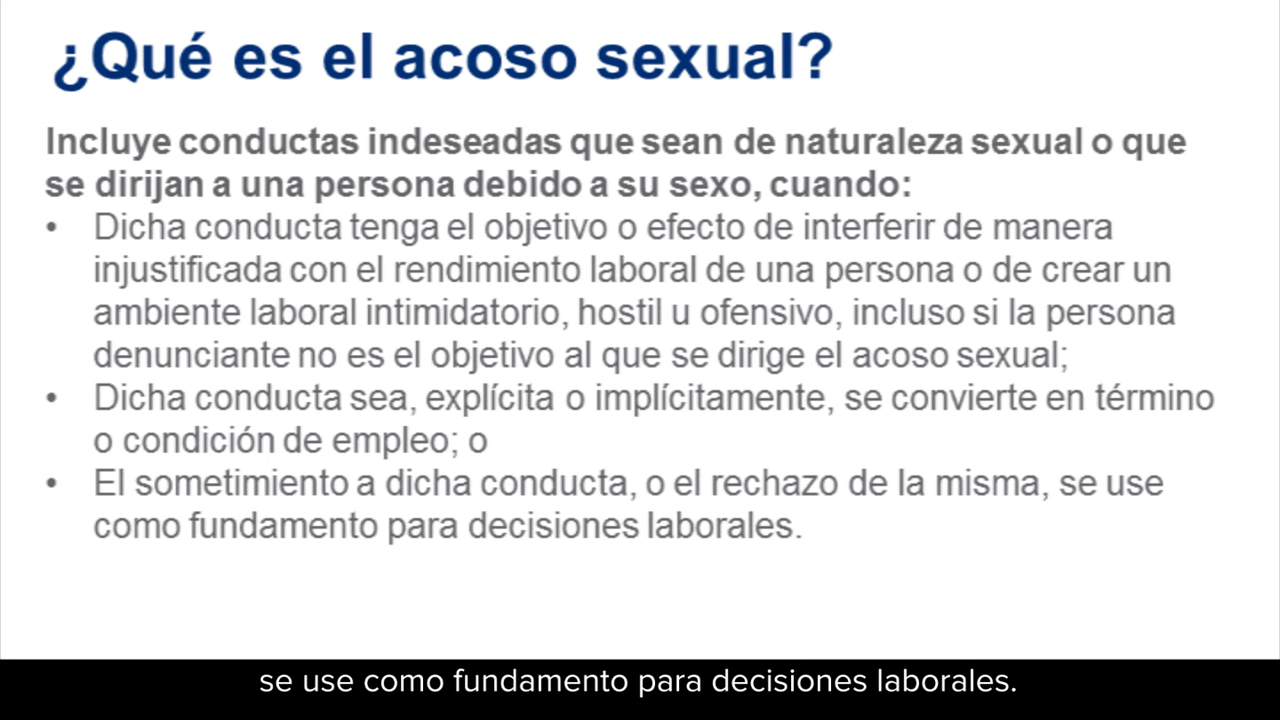 ¿Qué es el acoso sexual?
Incluye conductas indeseadas que sean de naturaleza sexual o que
se dirijan a una persona debido a su sexo, cuando:
• Dicha conducta tenga el objetivo o efecto de interferir de manera
injustificada con el rendimiento laboral de una persona o de crear un
ambiente laboral intimidatorio, hostil u ofensivo, incluso si la persona
denunciante no es el objetivo al que se dirige el acoso sexual;
• Dicha conducta sea, explícita o implícitamente, se convierte en término
o condición de empleo; o
• El sometimiento a dicha conducta, o el rechazo de la misma, se use
como fundamento para decisiones laborales.
se use como fundamento para decisiones laborales.